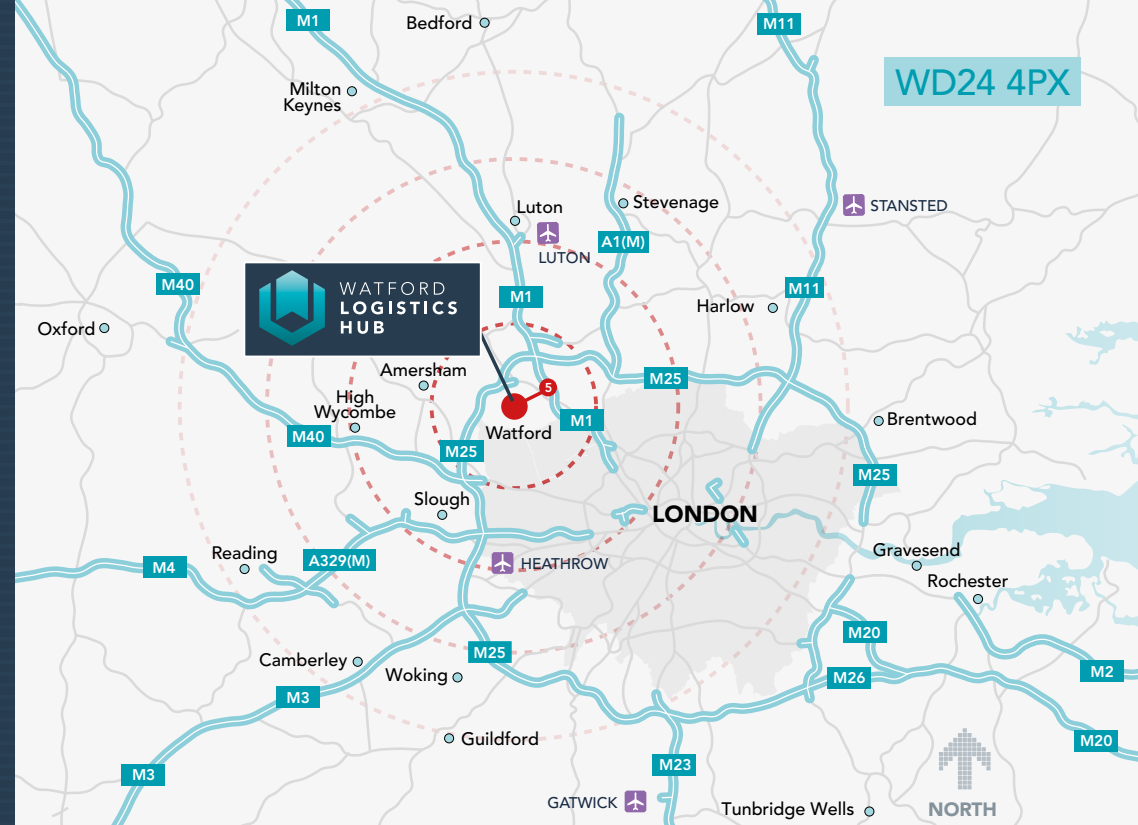 M1
Bedford
M11
WD24 4PX
Milton
Keynes
Luton
Stevenage
STANSTED
A1(M)
LUTON
M40
M1
M11
WATFORD
LOGISTICS
HUB
Harlow
Oxford
Amersham
M25
5
High
Wycombe
M1
Brentwood
Watford
M40
M25
M25
Slough
LONDON
Gravesend
Reading
A329(M)
HEATHROW
M4
Rochester
M20
M25
Camberley
Woking
M2
M26
M3
Guildford
M20
M23
M3
GATWICK
Tunbridge Wells
NORTH